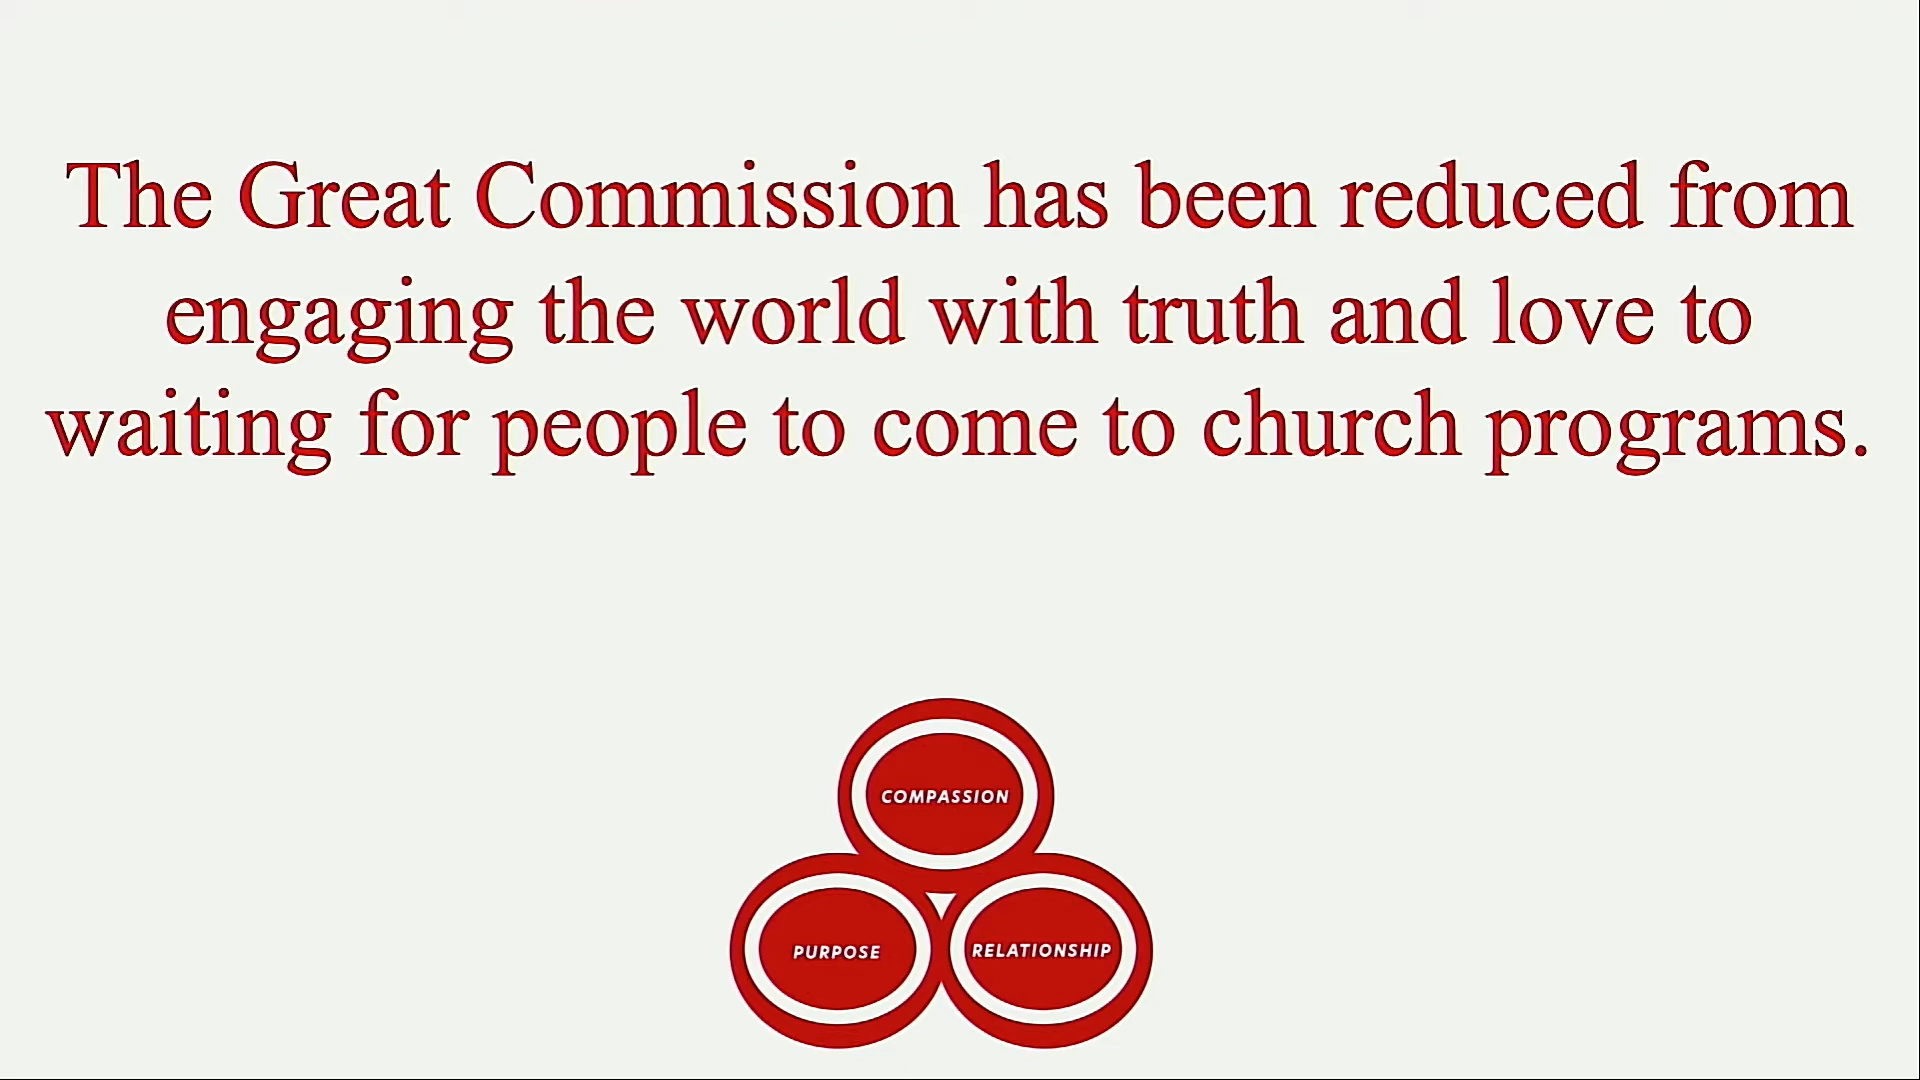 The Great Commission has been reduced from
engaging the world with truth and love to
waiting for people to come to church programs.
COMPASSION
PURPOSE
RELATIONSHIP